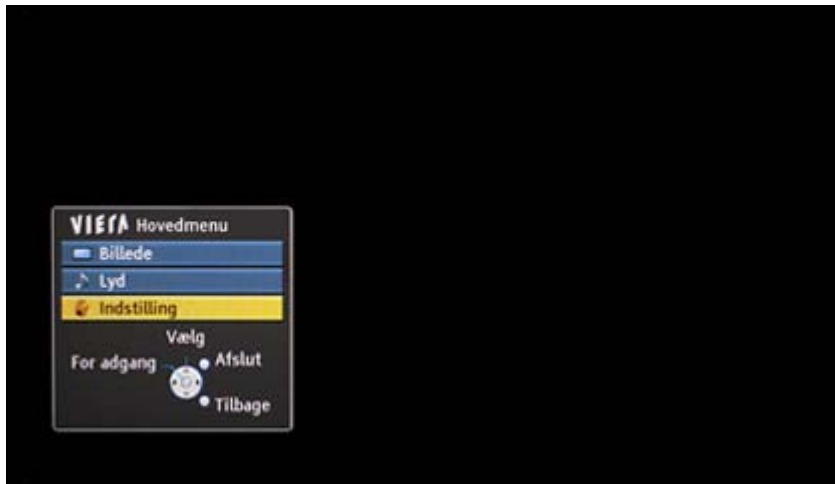 VIERA Hovedmenu
Billede
Lyd
Indstilling
Vælg
For adgang
Afslut
Tilbage